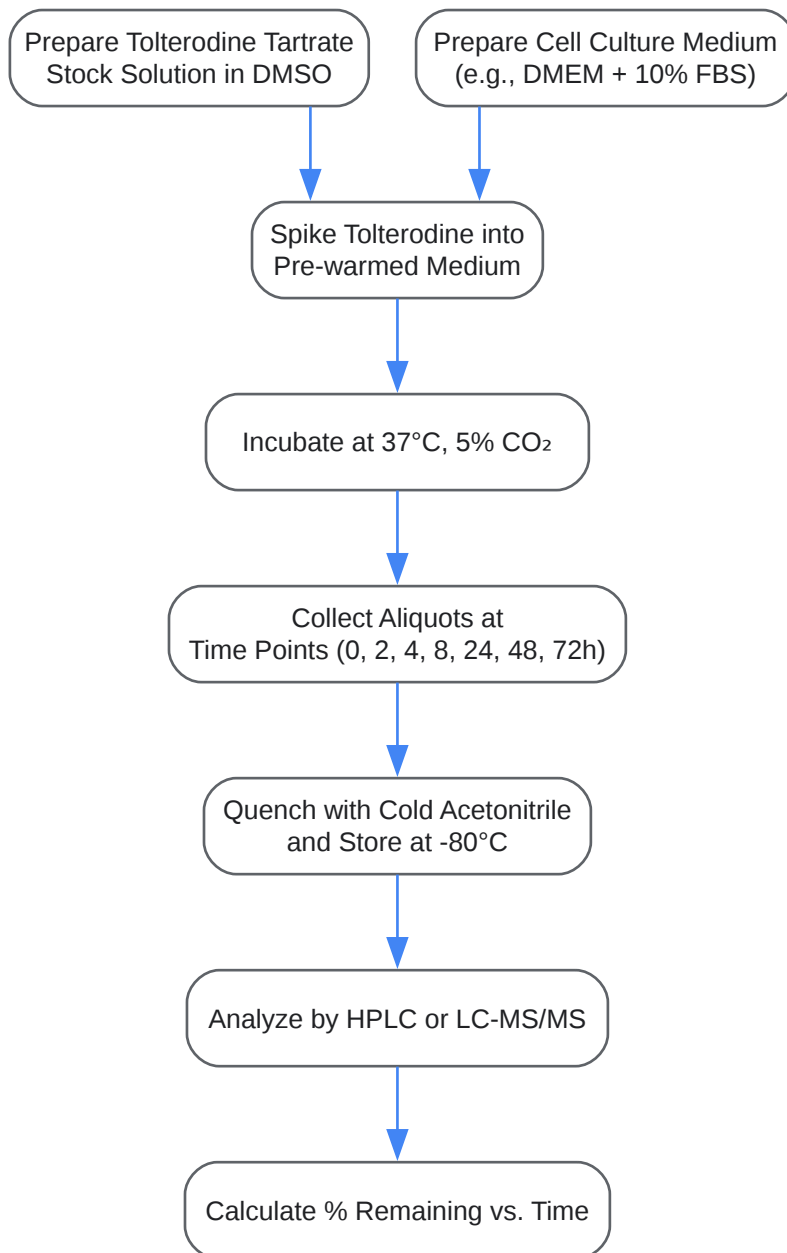 Prepare Tolterodine Tartrate
Stock Solution in DMSO
Prepare Cell Culture Medium
(e.g., DMEM + 10% FBS)
Spike Tolterodine into
Pre-warmed Medium
Incubate at 37°C, 5% CO₂
Collect Aliquots at
Time Points (0, 2, 4, 8, 24, 48, 72h)
Quench with Cold Acetonitrile
and Store at -80°C
Analyze by HPLC or LC-MS/MS
Calculate % Remaining vs. Time